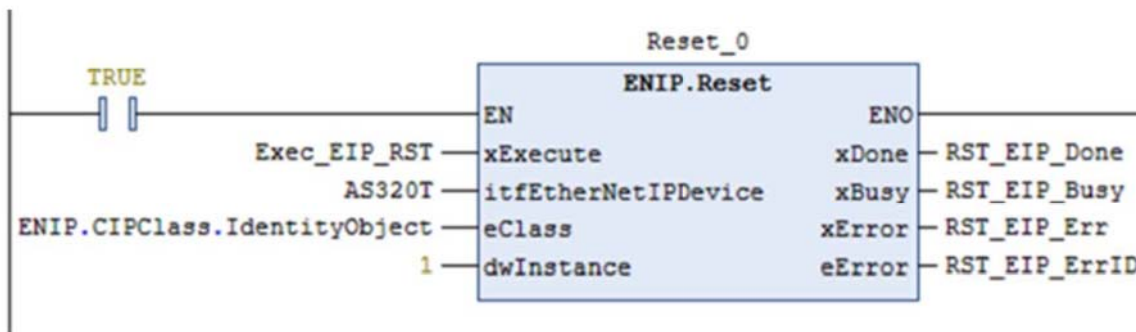 Reset_0
TRUE
ENIP.Reset
EN ENO
Exec_EIP_RST xExecute xDone RST_EIP_Done
AS320T itfEtherNetIPDevice xBusy RST_EIP_Busy
ENIP.CIPClass.IdentityObject eClass xError RST_EIP_Err
1 dwInstance eError RST_EIP_ErrID